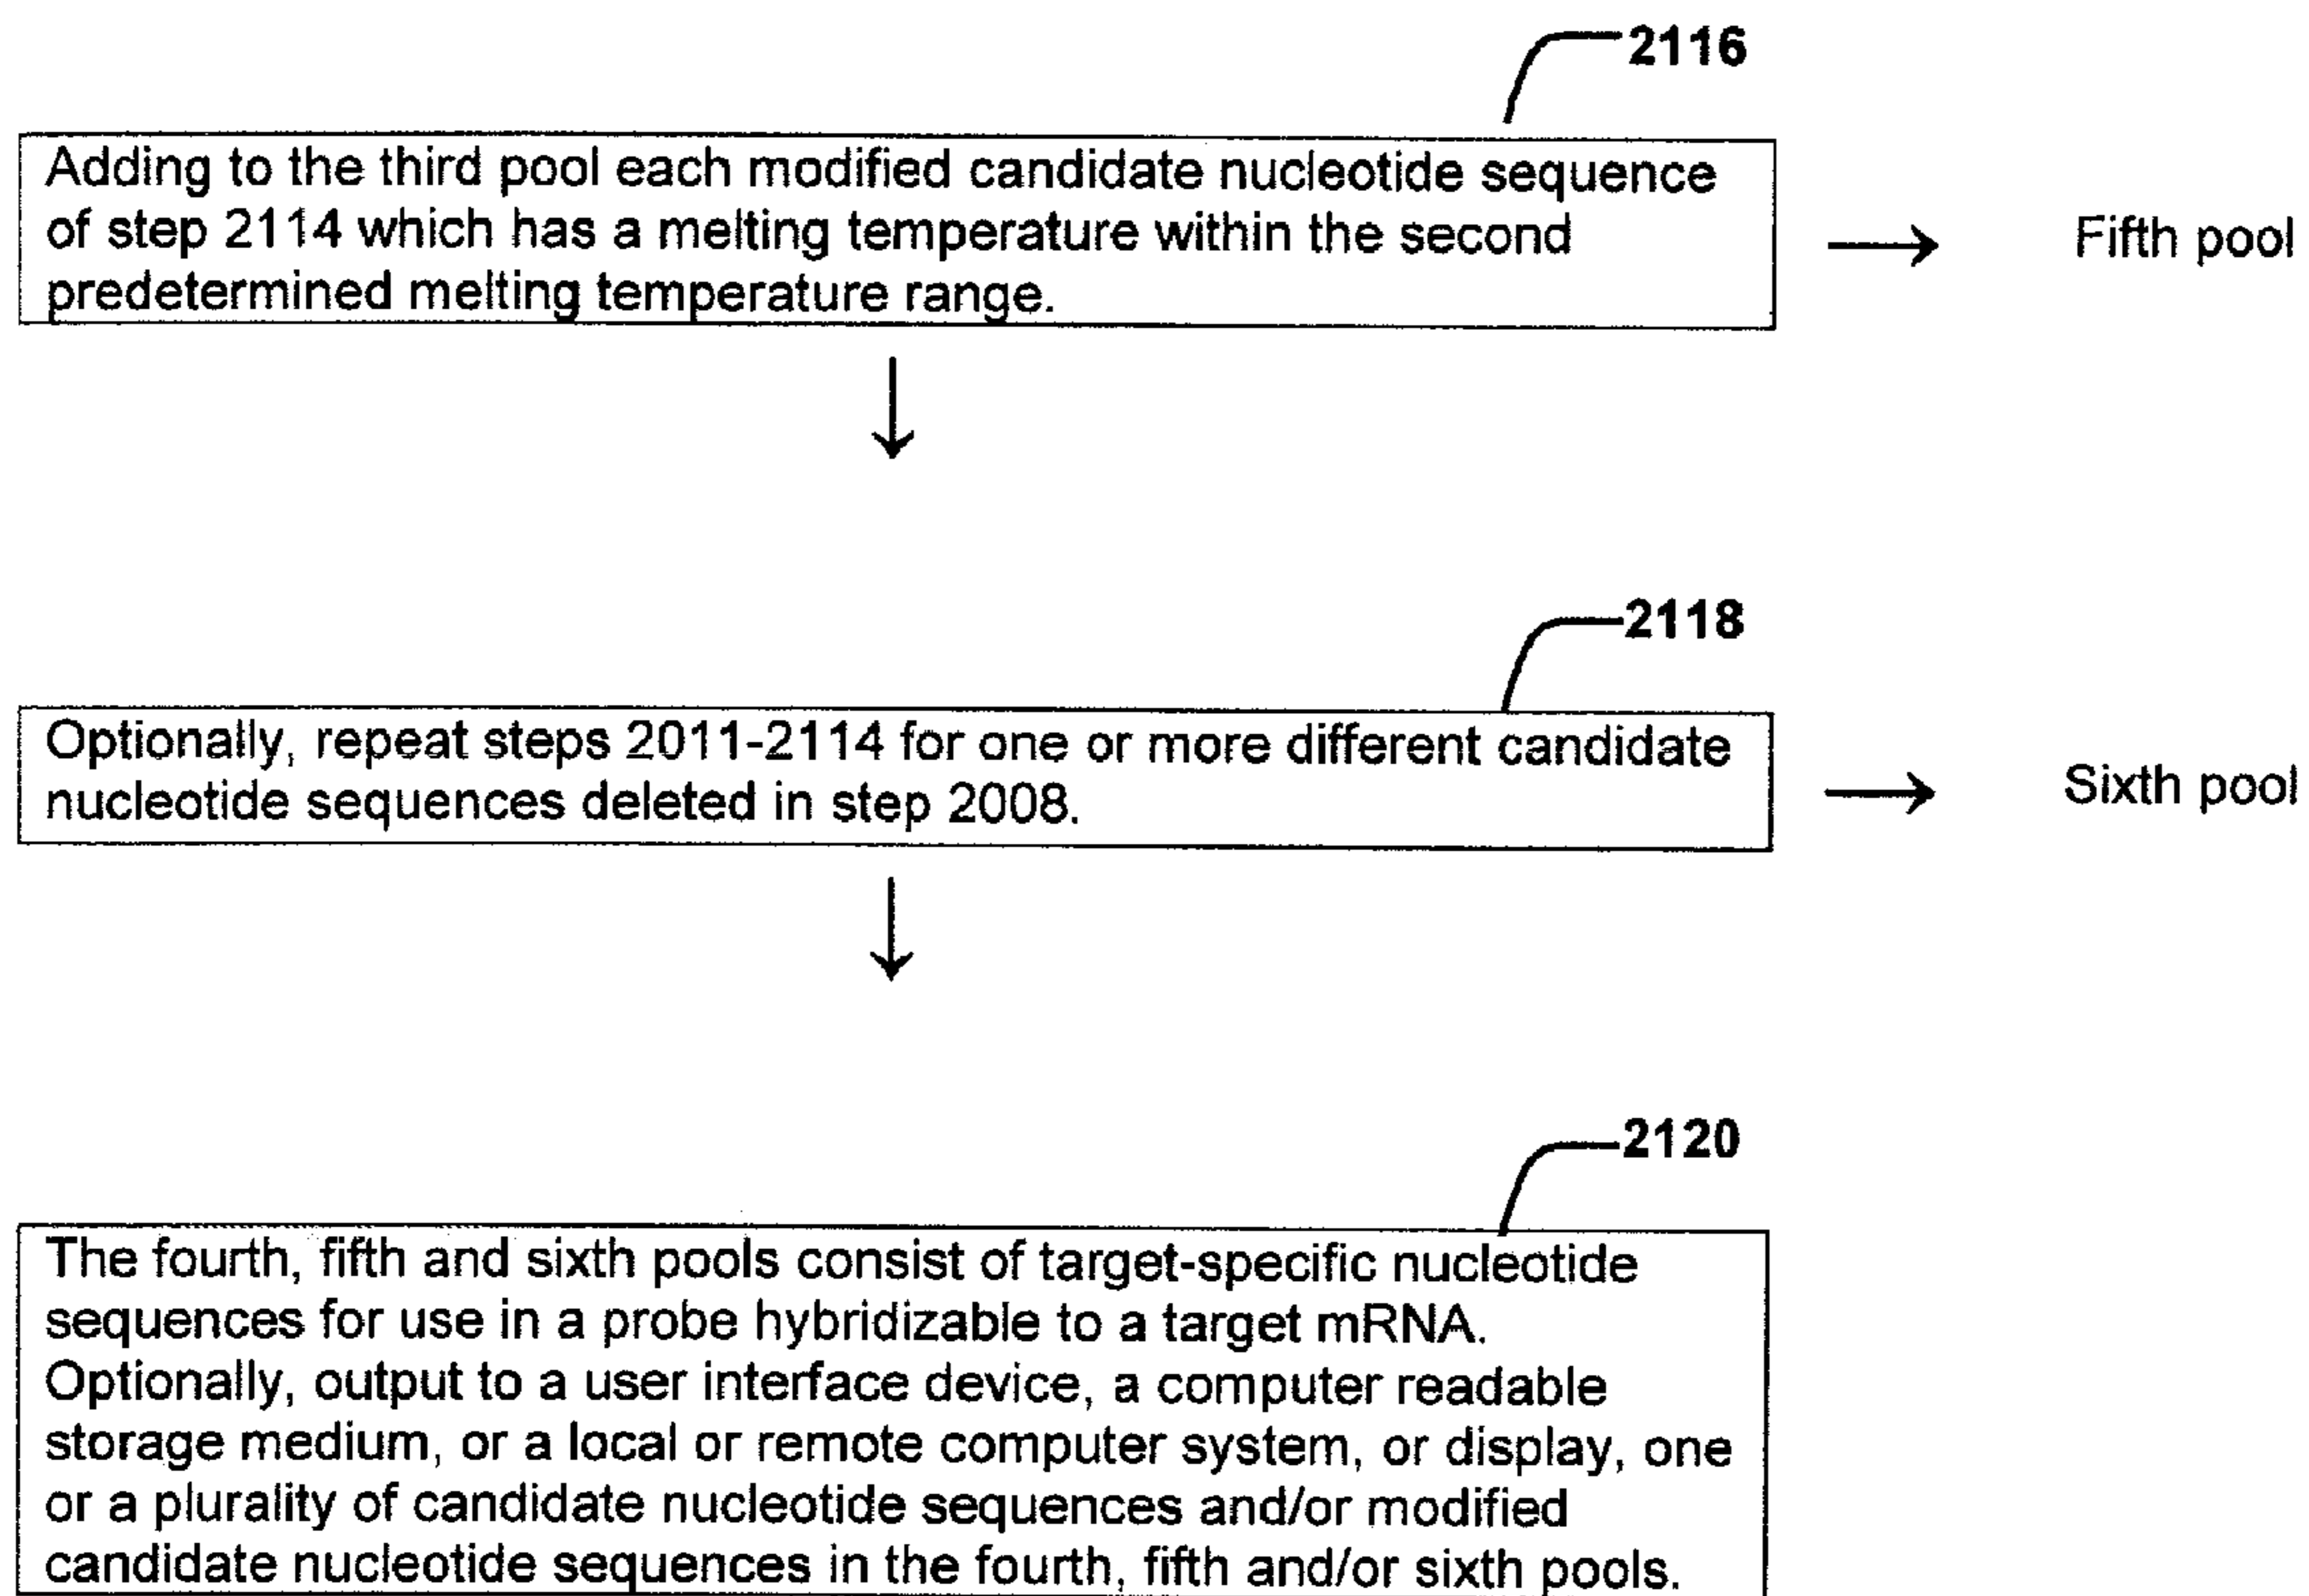 2116
Adding to the third pool each modified candidate nucleotide sequence
of step 2114 which has a melting temperature within the second
predetermined melting temperature range.
Fifth pool
2118
Optionally, repeat steps 2011-2114 for one or more different candidate
nucleotide sequences deleted in step 2008.
Sixth pool
2120
The fourth, fifth and sixth pools consist of target-specific nucleotide
sequences for use in a probe hybridizable to a target mRNA.
Optionally, output to a user interface device, a computer readable
storage medium, or a local or remote computer system, or display, one
or a plurality of candidate nucleotide sequences and/or modified
candidate nucleotide sequences in the fourth, fifth and/or sixth pools.